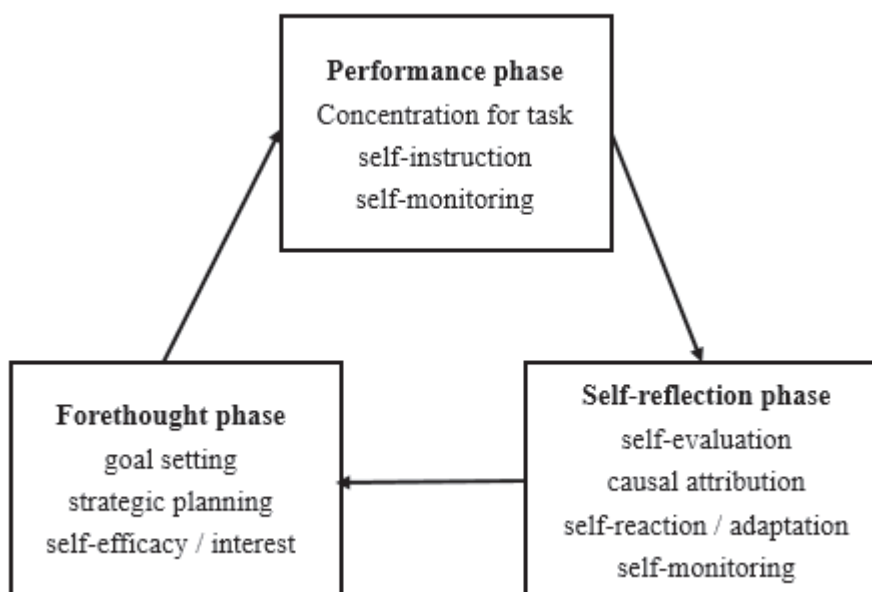 Performance phase
Concentration for task
self-instruction
self-monitoring
Forethought phase
goal setting
strategic planning
self-efficacy / interest
Self-reflection phase
self-evaluation
causal attribution
self-reaction / adaptation
self-monitoring